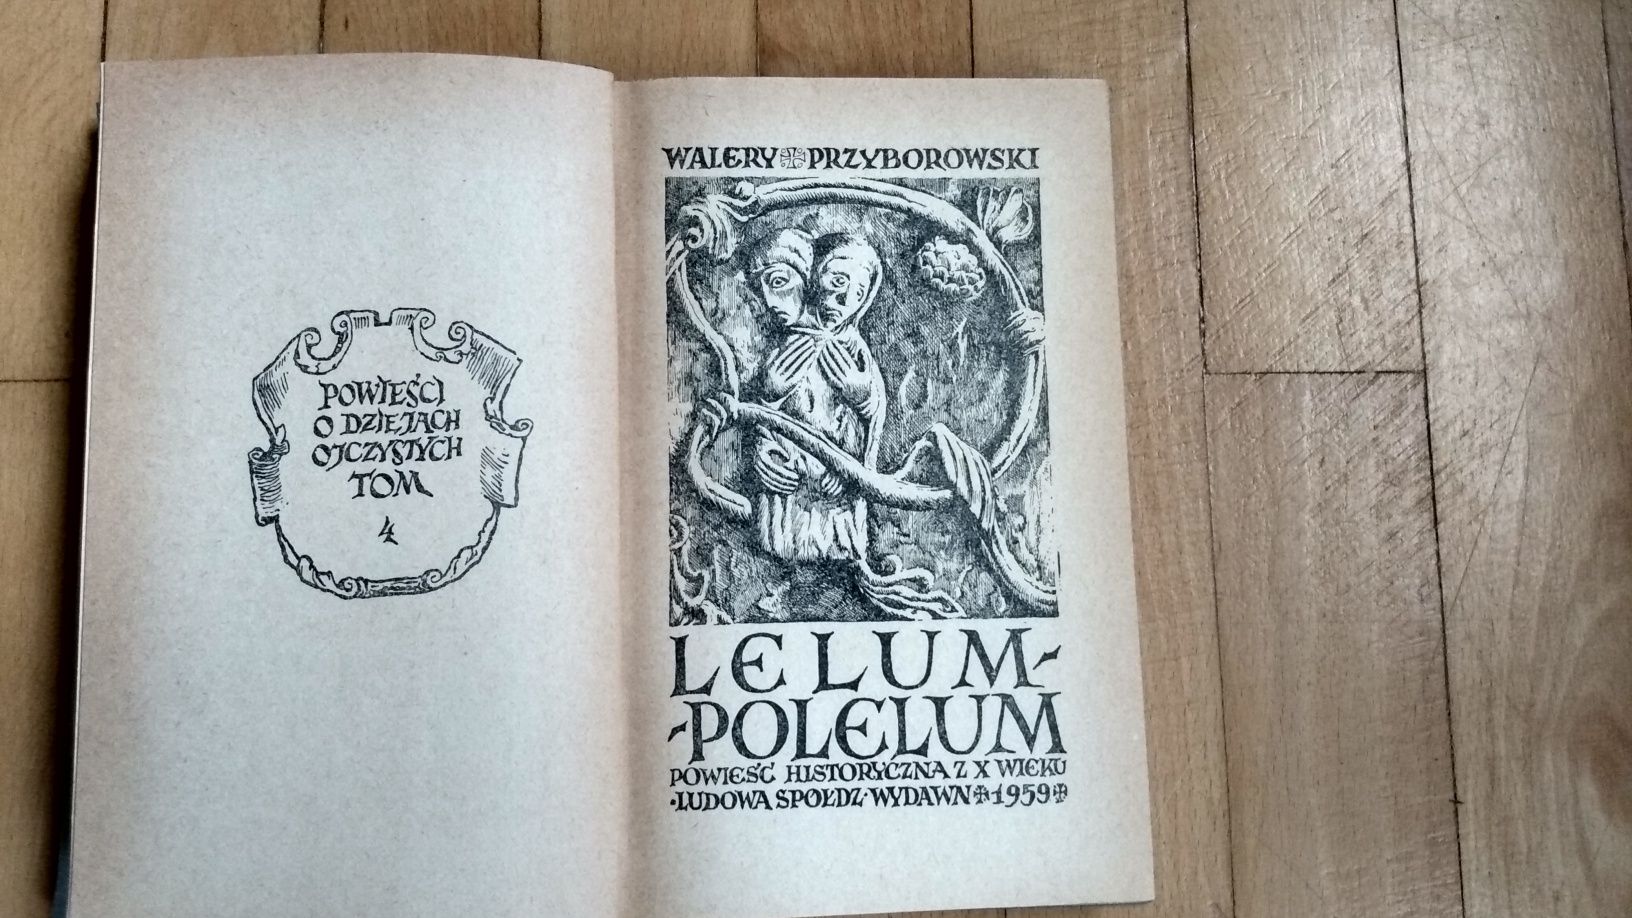 POWIEŚCI
O DZIEJACH
OJCZYSTYCH
TOM
4
WALERY PRZYBOROWSKI
LELUM-
-POLELUM
POWIEŚĆ HISTORYCZNA Z X WIEKU
·LUDOWA SPÓŁDZ·WYDAWN 1959